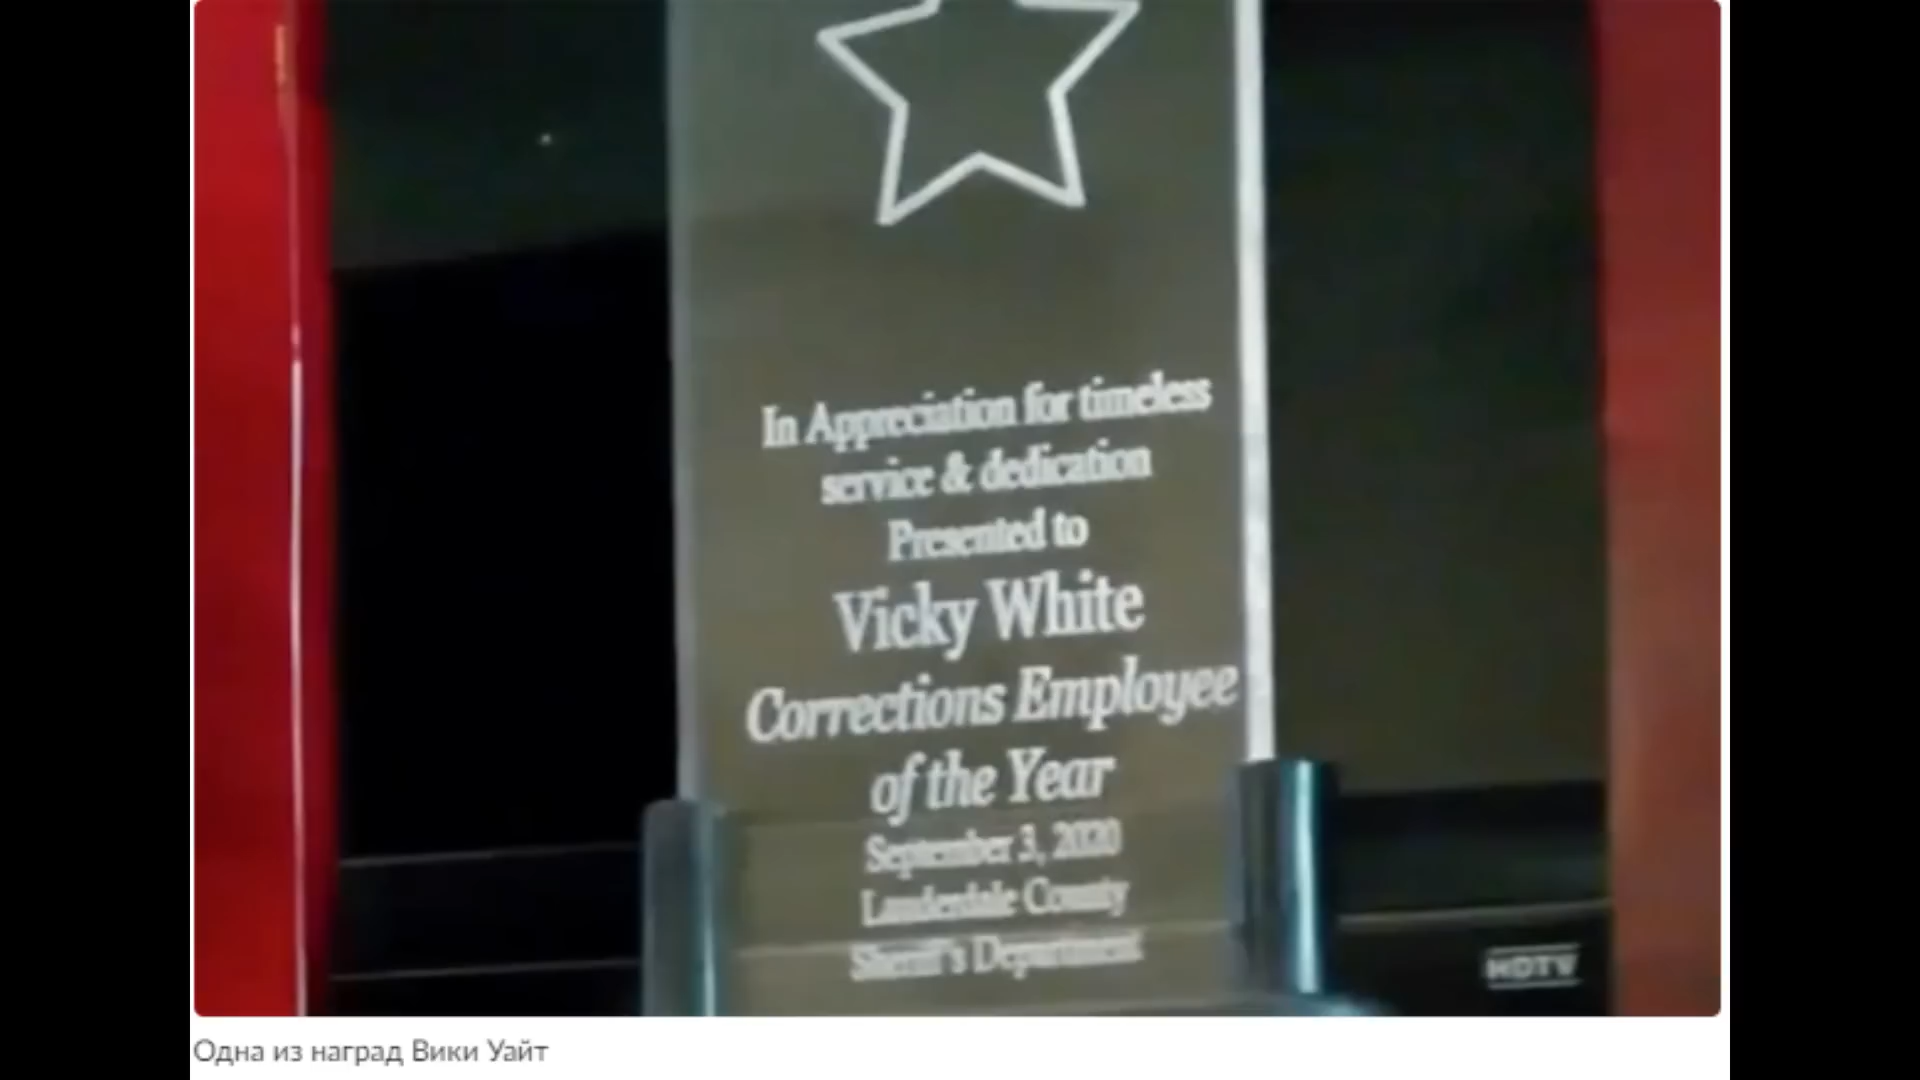 In Appreciation for timeless
service & dedication
Presented to
Vicky White
Corrections Employee
of the Year
September 3, 2020
Lauderdale County
Sheriff's Department
HDTV
Одна из наград Вики Уайт